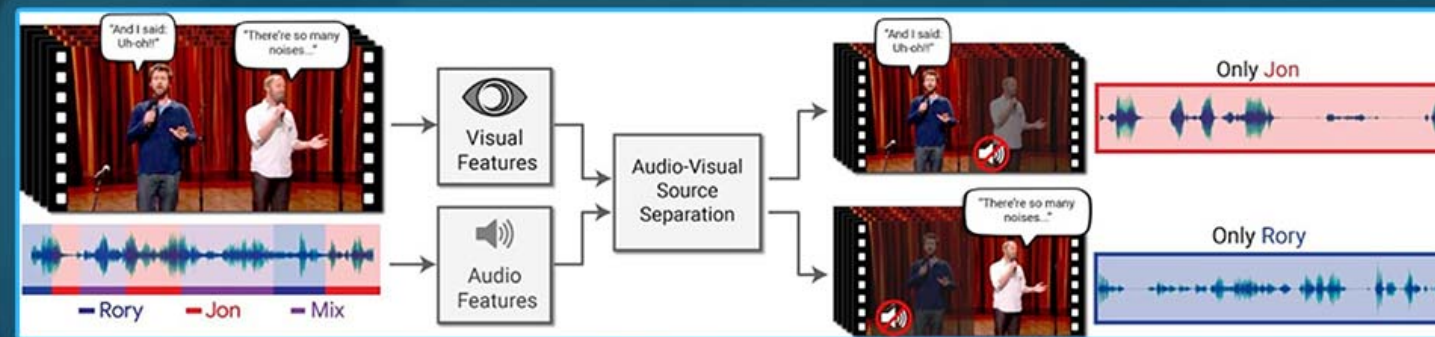 "And I said:
Uh-oh!!"
"There're so many
noises..."
Visual
Features
Audio
Features
Rory
Jon
Mix
Audio-Visual
Source
Separation
"And I said:
Uh-oh!!"
Only Jon
"There're so many
noises..."
Only Rory